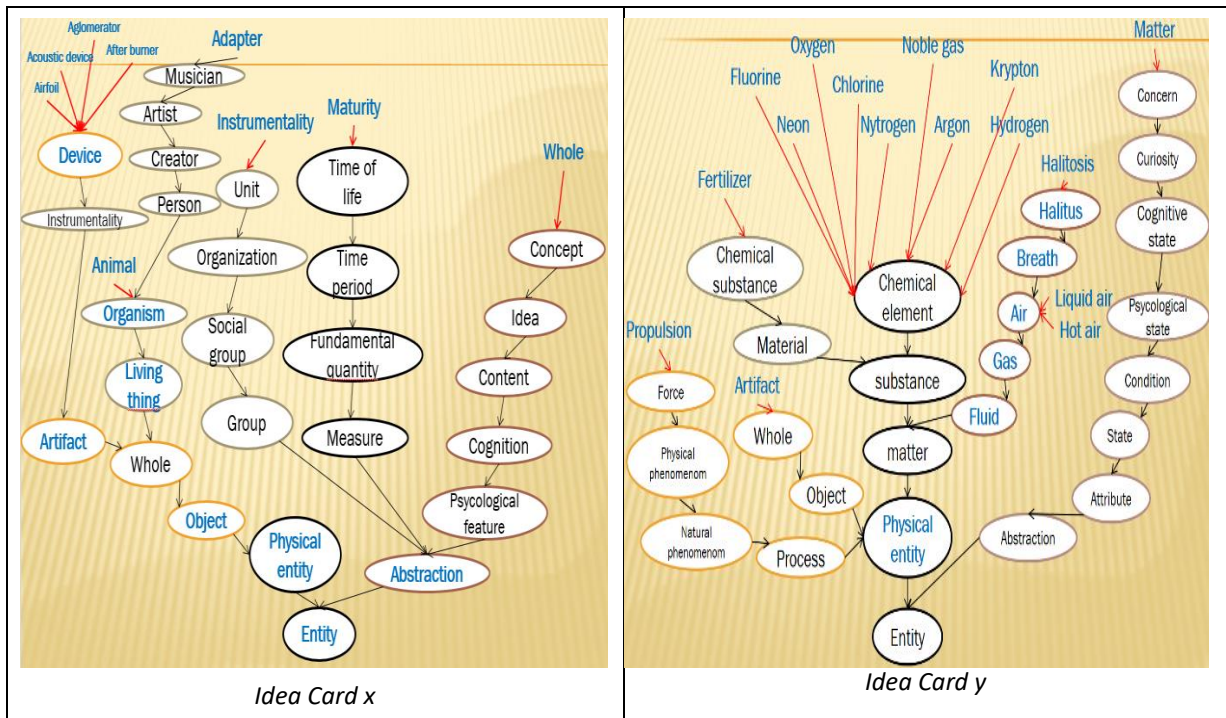 Aglomerator
Acoustic device
After burner
Airfoil
Adapter
Musician
Artist
Instrumentality
Maturity
Device
Creator
Unit
Time of
life
Whole
Person
Instrumentality
Concept
Animal
Organization
Time
period
Organism
Idea
Social
group
Fundamental
quantity
Living
thing
Content
Artifact
Whole
Group
Measure
Cognition
Object
Physical
entity
Psycological
feature
Abstraction
Entity
Idea Card x
Oxygen
Noble gas
Matter
Fluorine
Chlorine
Krypton
Concern
Neon
Nytrogen
Argon
Hydrogen
Curiosity
Halitosis
Fertilizer
Halitus
Cognitive
state
Chemical
substance
Breath
Chemical
element
Air
Liquid air
Hot air
Psycological
state
Propulsion
Material
Gas
Force
Artifact
substance
Condition
Fluid
Whole
matter
State
Physical
phenomenom
Object
Attribute
Natural
phenomenom
Process
Physical
entity
Abstraction
Entity
Idea Card y